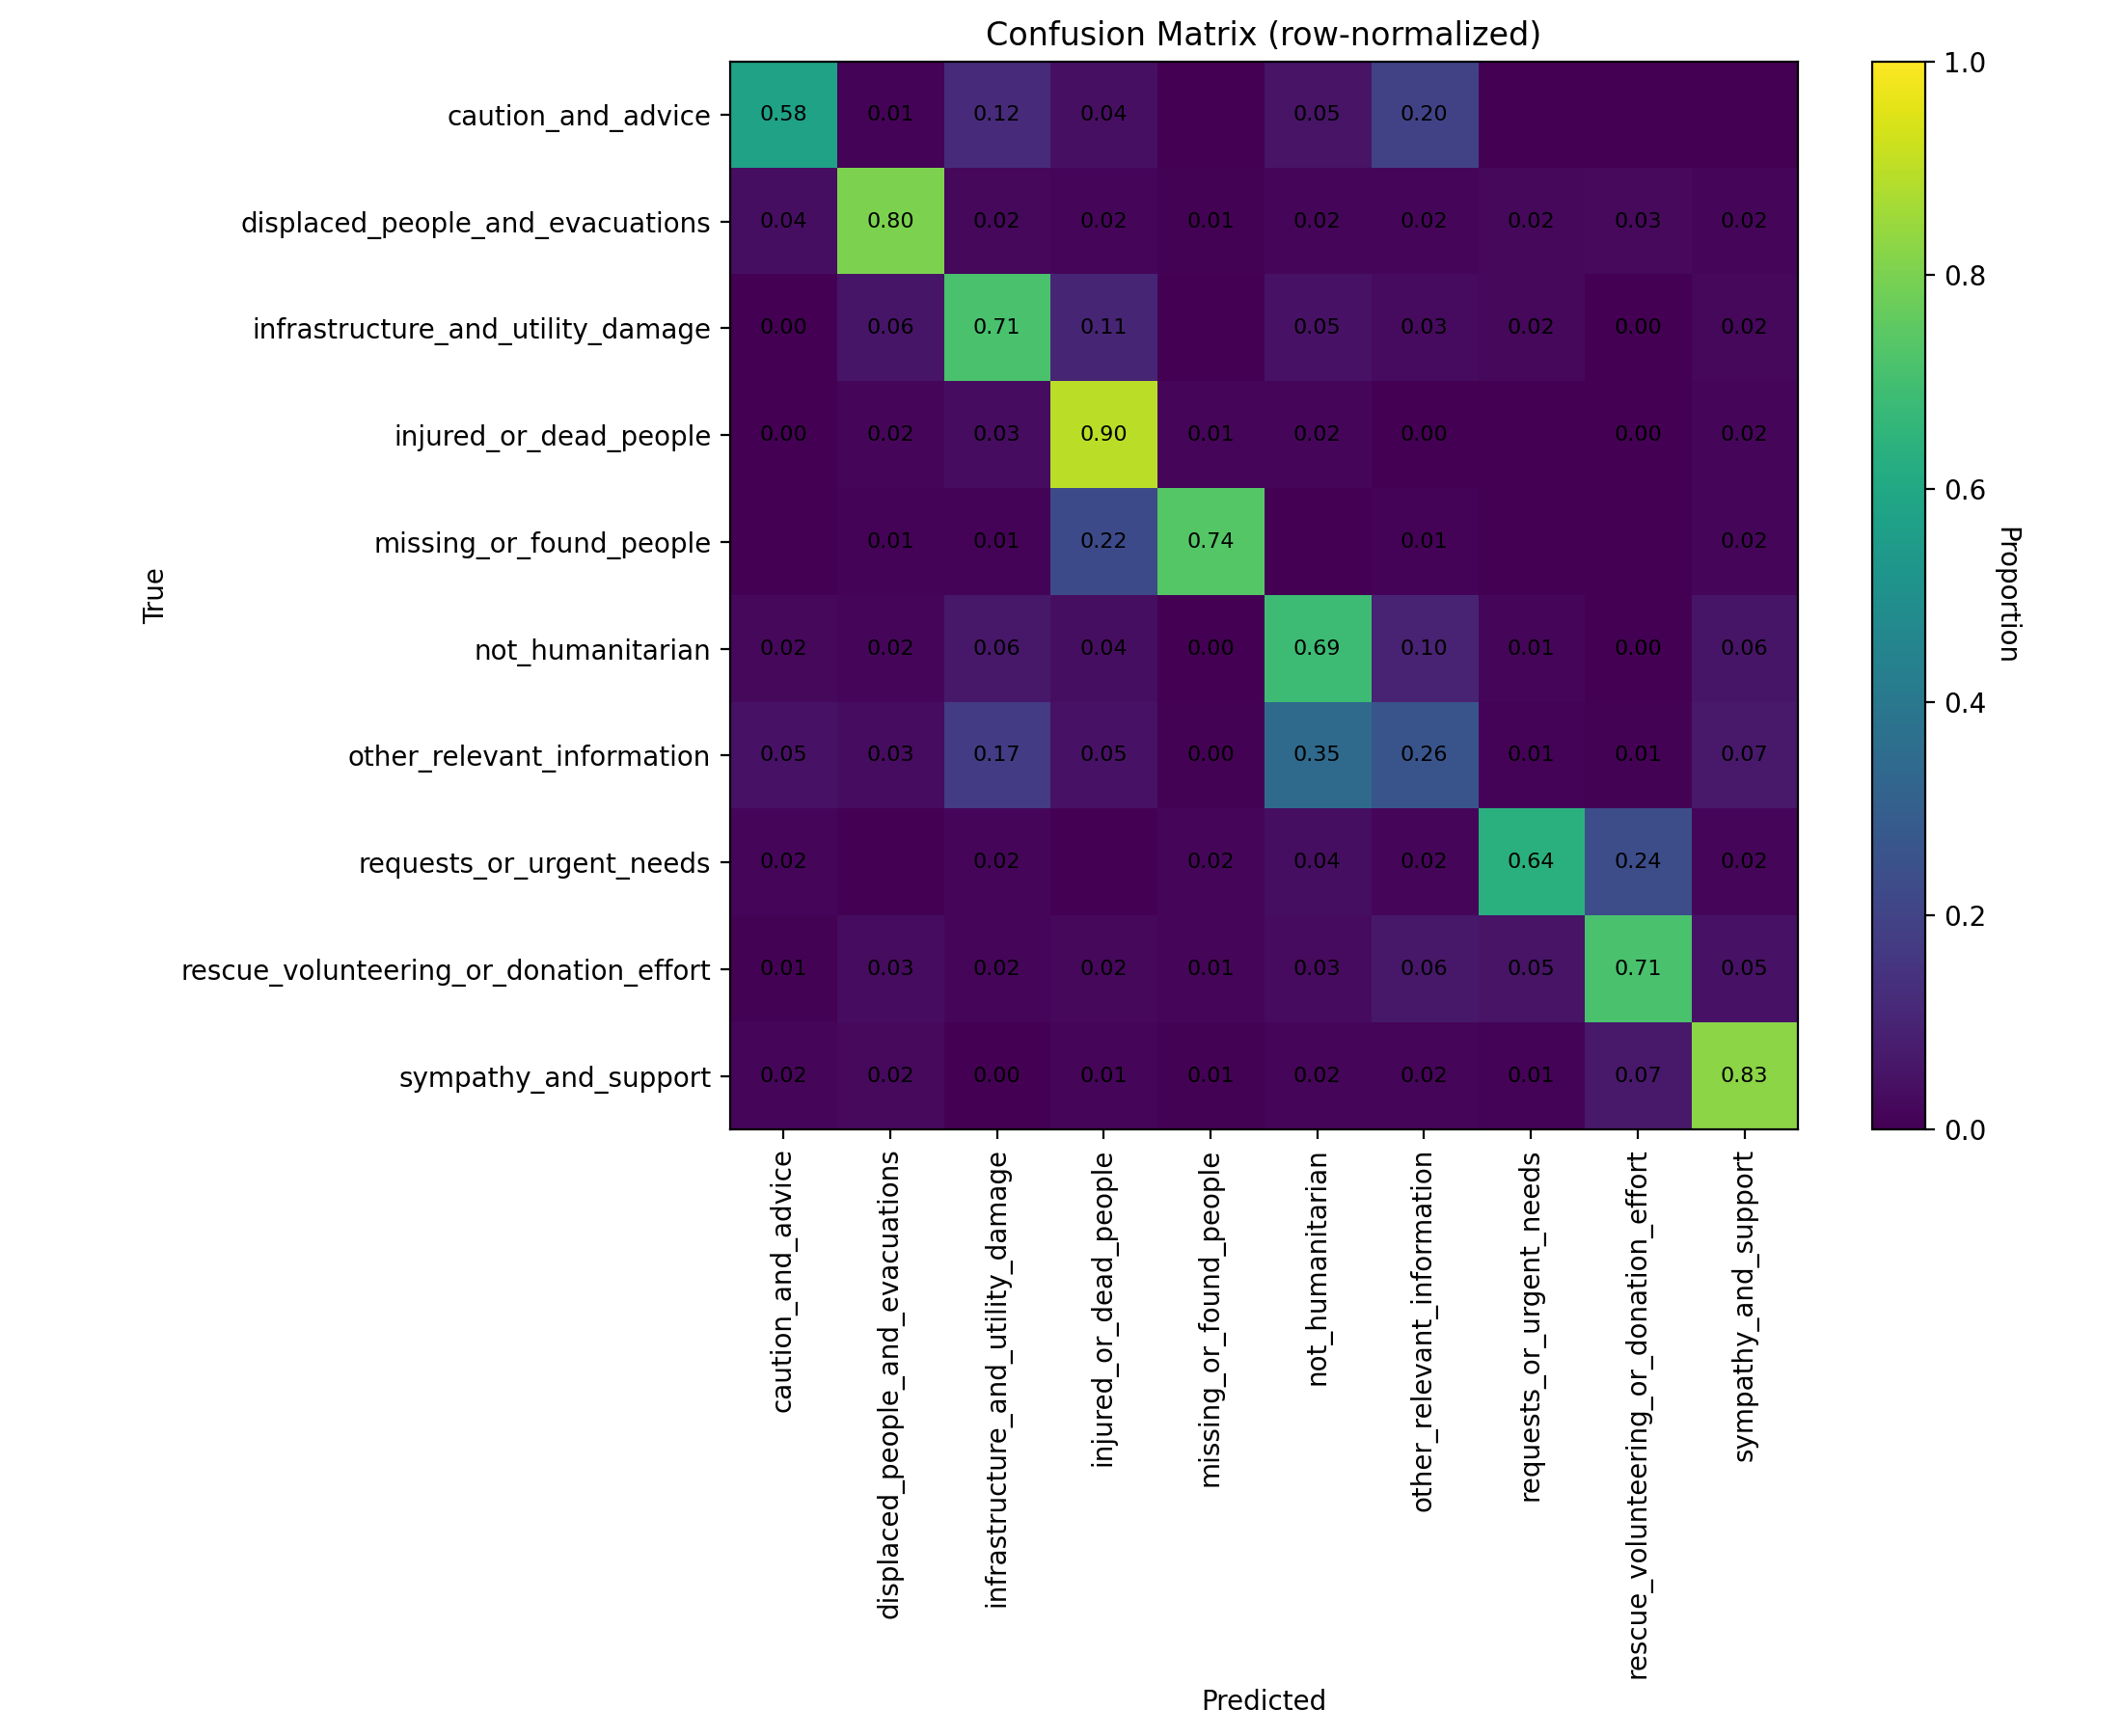 Confusion Matrix (row-normalized)
True
caution_and_advice 0.58 0.01 0.12 0.04 0.05 0.20
displaced_people_and_evacuations 0.04 0.80 0.02 0.02 0.01 0.02 0.02 0.02 0.03 0.02
infrastructure_and_utility_damage 0.00 0.06 0.71 0.11 0.05 0.03 0.02 0.00 0.02
injured_or_dead_people 0.00 0.02 0.03 0.90 0.01 0.02 0.00 0.00 0.02
missing_or_found_people 0.01 0.01 0.22 0.74 0.01 0.02
not_humanitarian 0.02 0.02 0.06 0.04 0.00 0.69 0.10 0.01 0.00 0.06
other_relevant_information 0.05 0.03 0.17 0.05 0.00 0.35 0.26 0.01 0.01 0.07
requests_or_urgent_needs 0.02 0.02 0.02 0.04 0.02 0.64 0.24 0.02
rescue_volunteering_or_donation_effort 0.01 0.03 0.02 0.02 0.01 0.03 0.06 0.05 0.71 0.05
sympathy_and_support 0.02 0.02 0.00 0.01 0.01 0.02 0.02 0.01 0.07 0.83
caution_and_advice
displaced_people_and_evacuations
infrastructure_and_utility_damage
injured_or_dead_people
missing_or_found_people
not_humanitarian
other_relevant_information
requests_or_urgent_needs
rescue_volunteering_or_donation_effort
sympathy_and_support
Predicted
1.0
0.8
0.6
0.4
0.2
0.0
Proportion